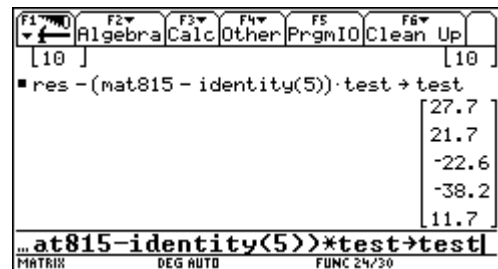 F1 F2 F3 F4 F5 F6
Algebra Calc Other PrgmIO Clean Up
[10 ] [10 ]
▪ res -(mat815 - identity(5))·test → test
[27.7
21.7
-22.6
-38.2
11.7]
…at815-identity(5))*test→test
MATRIX DEG AUTO FUNC 24/30